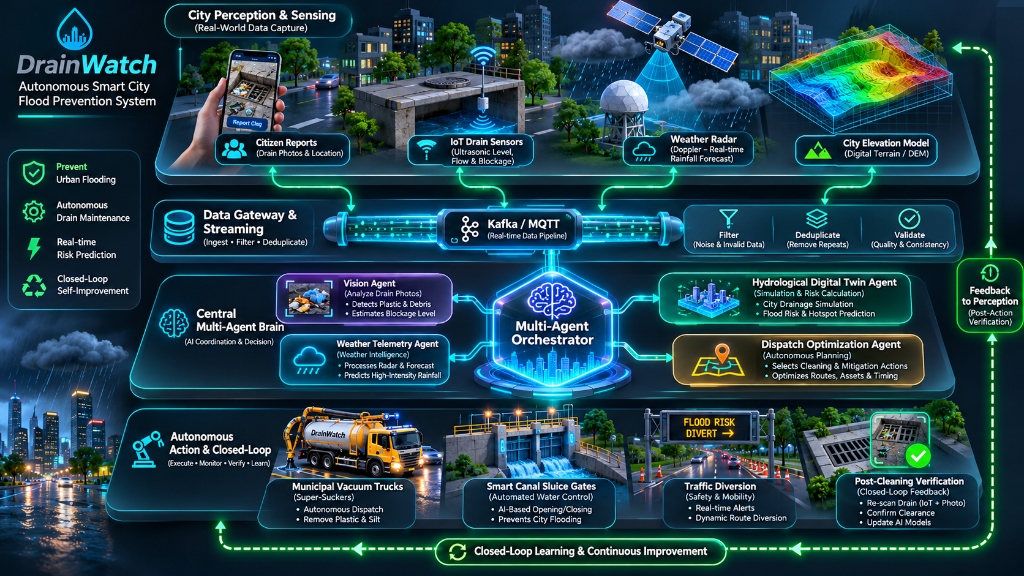 DrainWatch
Autonomous Smart City
Flood Prevention System
Prevent
Urban Flooding
Autonomous
Drain Maintenance
Real-time
Risk Prediction
Closed-Loop
Self-Improvement
City Perception & Sensing
(Real-World Data Capture)
Report Clog
Citizen Reports
(Drain Photos & Location)
IoT Drain Sensors
(Ultrasonic Level,
Flow & Blockage)
Weather Radar
(Doppler – Real-time
Rainfall Forecast)
City Elevation Model
(Digital Terrain / DEM)
Data Gateway &
Streaming
(Ingest • Filter • Deduplicate)
Kafka / MQTT
(Real-time Data Pipeline)
Filter
(Noise & Invalid Data)
Deduplicate
(Remove Repeats)
Validate
(Quality & Consistency)
Central
Multi-Agent Brain
(AI Coordination & Decision)
Vision Agent
(Analyze Drain Photos)
• Detects Plastic & Debris
• Estimates Blockage Level
Weather Telemetry Agent
(Weather Intelligence)
• Processes Radar & Forecast
• Predicts High-Intensity Rainfall
Multi-Agent
Orchestrator
Hydrological Digital Twin Agent
(Simulation & Risk Calculation)
• City Drainage Simulation
• Flood Risk & Hotspot Prediction
Dispatch Optimization Agent
(Autonomous Planning)
• Selects Cleaning & Mitigation Actions
• Optimizes Routes, Assets & Timing
Feedback
to Perception
(Post-Action
Verification)
Autonomous
Action & Closed-Loop
(Execute • Monitor • Verify • Learn)
DrainWatch
Municipal Vacuum Trucks
(Super-Suckers)
• Autonomous Dispatch
• Remove Plastic & Silt
Smart Canal Sluice Gates
(Automated Water Control)
• AI-Based Opening/Closing
• Prevents City Flooding
FLOOD RISK
DIVERT →
Traffic Diversion
(Safety & Mobility)
• Real-time Alerts
• Dynamic Route Diversion
Post-Cleaning Verification
(Closed-Loop Feedback)
• Re-scan Drain (IoT + Photo)
• Confirm Clearance
• Update AI Models
Closed-Loop Learning & Continuous Improvement